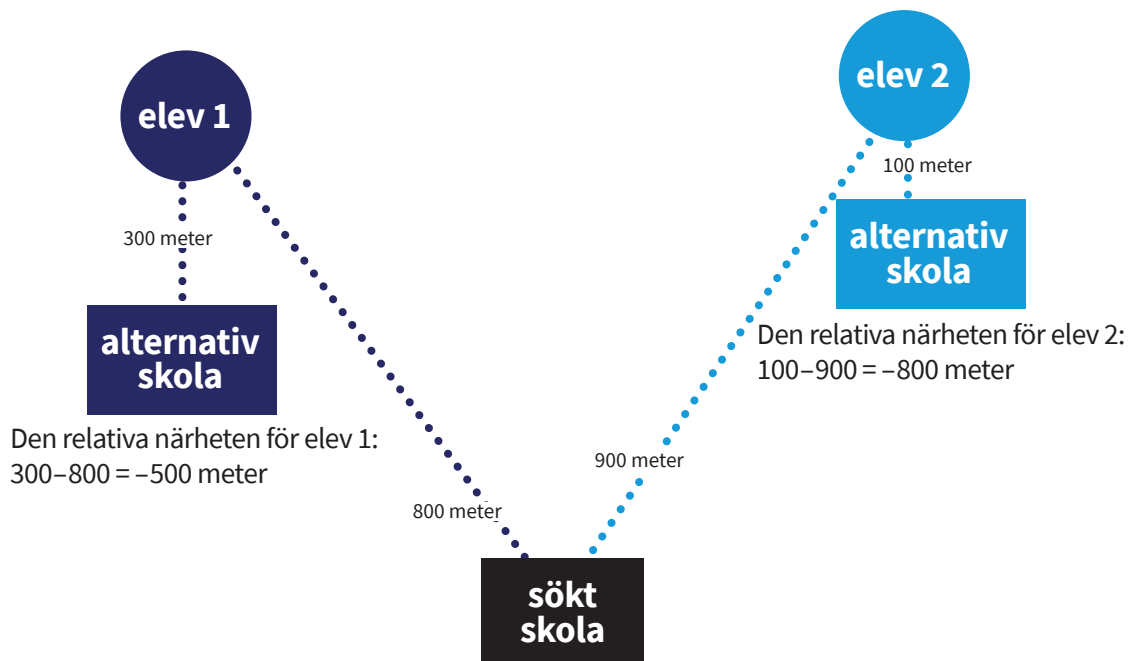 elev 1
300 meter
alternativ
skola
Den relativa närheten för elev 1:
300–800 = –500 meter
800 meter
elev 2
100 meter
alternativ
skola
Den relativa närheten för elev 2:
100–900 = –800 meter
900 meter
sökt
skola